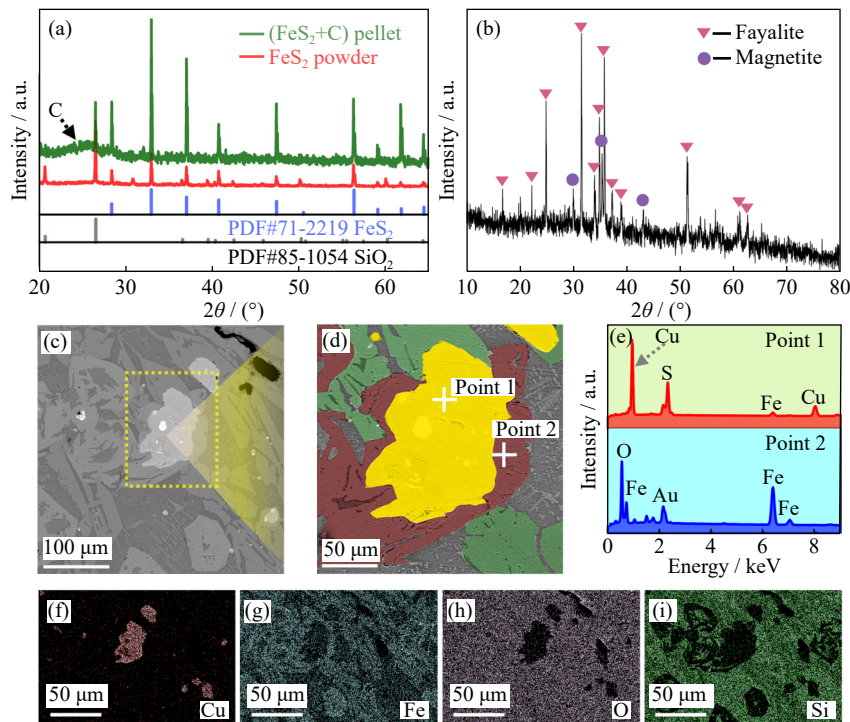 (a)
(FeS₂+C) pellet
FeS₂ powder
C
Intensity / a.u.
PDF#71-2219 FeS₂
PDF#85-1054 SiO₂
20 30 40 50 60
2θ / (°)
(b)
Fayalite
Magnetite
Intensity / a.u.
10 20 30 40 50 60 70 80
2θ / (°)
(c)
100 μm
(d)
Point 1
Point 2
50 μm
(e)
Cu
Point 1
S
Fe
Cu
Point 2
O
Fe
Au
Fe
Fe
Intensity / a.u.
0 2 4 6 8
Energy / keV
(f)
50 μm
Cu
(g)
50 μm
Fe
(h)
50 μm
O
(i)
50 μm
Si